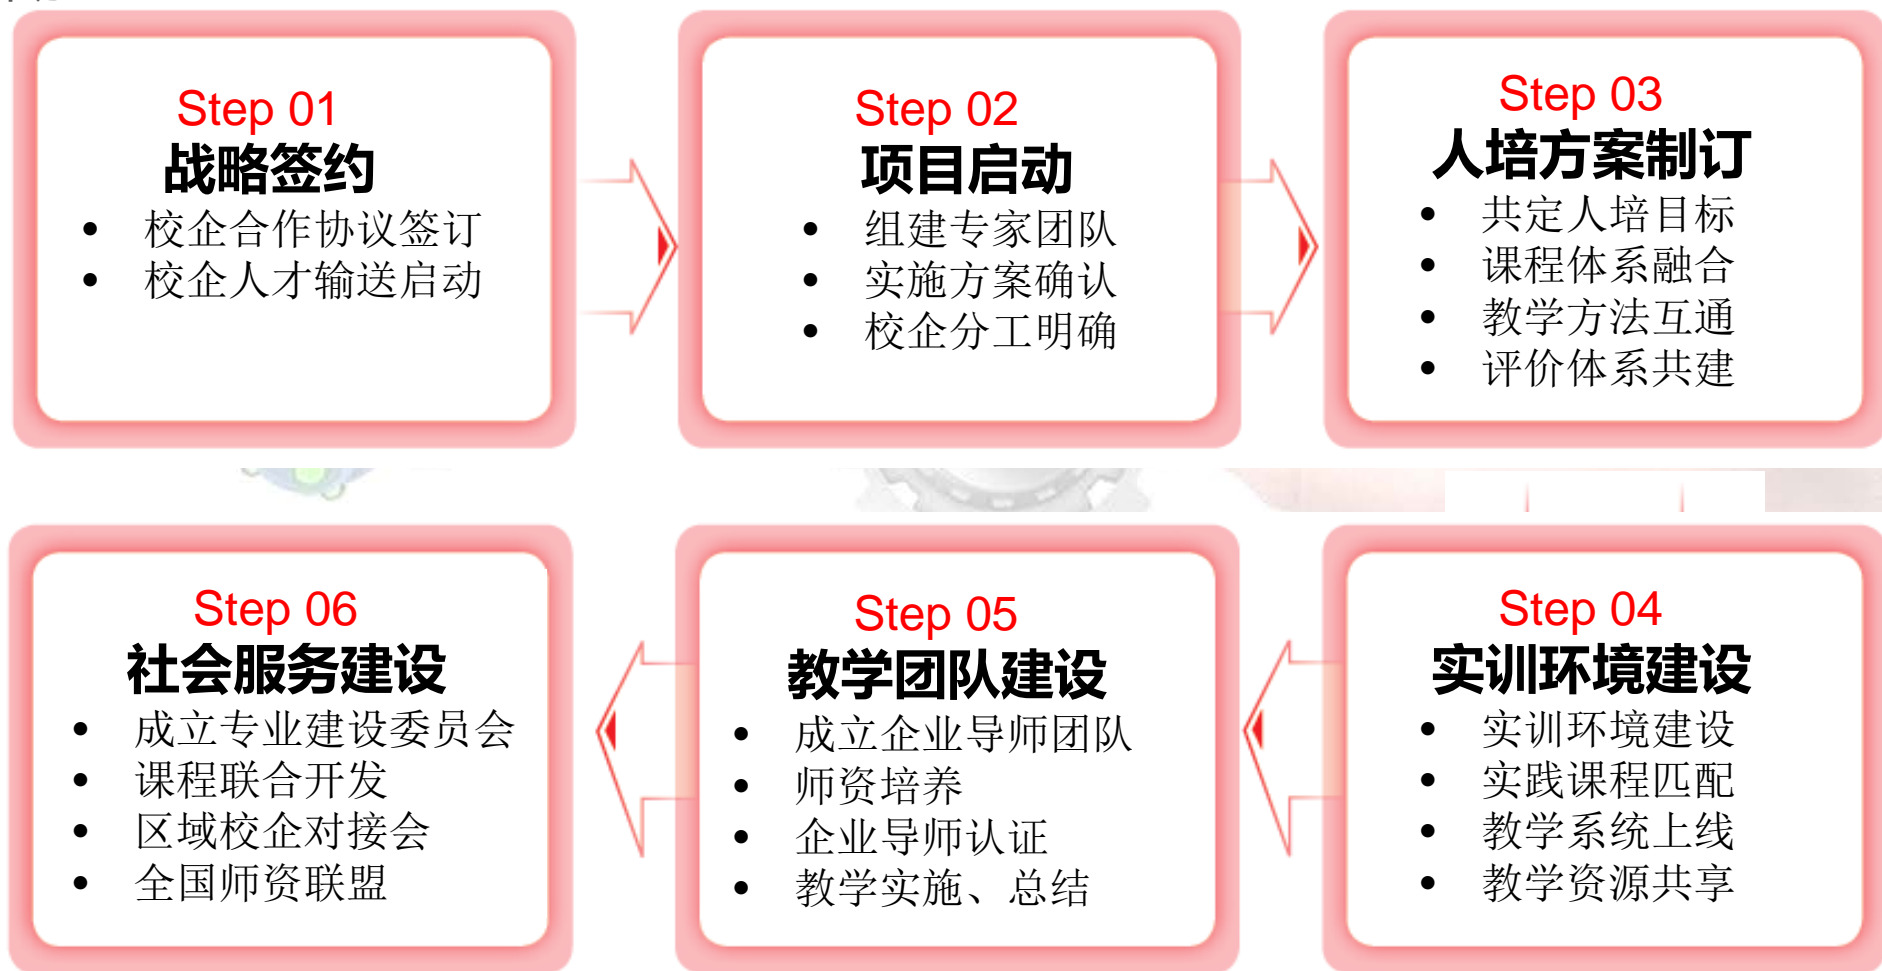 Step 01
战略签约
• 校企合作协议签订
• 校企人才输送启动
Step 02
项目启动
• 组建专家团队
• 实施方案确认
• 校企分工明确
Step 03
人培方案制订
• 共定人培目标
• 课程体系融合
• 教学方法互通
• 评价体系共建
Step 04
实训环境建设
• 实训环境建设
• 实践课程匹配
• 教学系统上线
• 教学资源共享
Step 05
教学团队建设
• 成立企业导师团队
• 师资培养
• 企业导师认证
• 教学实施、总结
Step 06
社会服务建设
• 成立专业建设委员会
• 课程联合开发
• 区域校企对接会
• 全国师资联盟